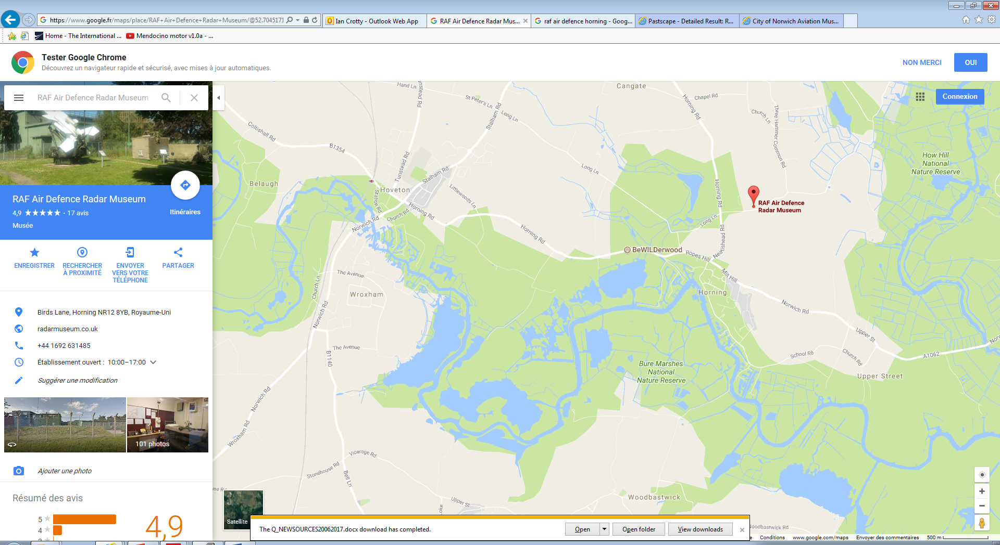 https://www.google.fr/maps/place/RAF+Air+Defence+Radar+Museum/@52.7045171
Ian Crotty - Outlook Web App
RAF Air Defence Radar Mus...
raf air defence horning - Goog...
Pastscape - Detailed Result: R...
City of Norwich Aviation Mus...
Home - The International ...
Mendocino motor v1.0a - ...
Tester Google Chrome
Découvrez un navigateur rapide et sécurisé, avec mises à jour automatiques.
NON MERCI
OUI
RAF Air Defence Radar Museum
RAF Air Defence Radar Museum
4,9 ★★★★★ · 17 avis
Musée
Itinéraires
ENREGISTRER
RECHERCHER
À PROXIMITÉ
ENVOYER
VERS VOTRE
TÉLÉPHONE
PARTAGER
Birds Lane, Horning NR12 8YB, Royaume-Uni
radarmuseum.co.uk
+44 1692 631485
Établissement ouvert : 10:00–17:00
Suggérer une modification
101 photos
Ajouter une photo
Résumé des avis
5
4
4,9
Connexion
Cangate
Hand Ln
nstead Rd
St Peter's Ln
Long Ln
Stalham Rd
Horning Rd
Chapel Rd
Church Ln
Three Hammer Common Rd
Coltishall Rd
B1354
Tunstead Rd
Stalham Rd
Long Ln
How Hill
National
Nature Reserve
Belaugh
Hoveton
Station Rd
Littlewoods Ln
Horning Rd
Church Rd
Norwich Rd
Horning Rd
Horning Rd
RAF Air Defence
Radar Museum
Long Ln
Neatishead Rd
BeWILDerwood
Ropes Hill
Mill Hill
The Avenue
Church Ln
Wroxham
Horning
Norwich Rd
Norwich Rd
Upper St
Norw
The Avenue
B1140
School Rd
Church Rd
A1062
Bure Marshes
National
Nature Reserve
Upper Street
Norwich Rd
Wroxham Rd
Vicarage Rd
Stonehouse Rd
Bell Ln
use Rd
Upper St
oke
Woodbastwick
oodbastwick Rd
Satellite
The Q_NEWSOURCES20062017.docx download has completed.
Open
Open folder
View downloads
e
Conditions
www.google.com/maps
Envoyer des commentaires
500 m